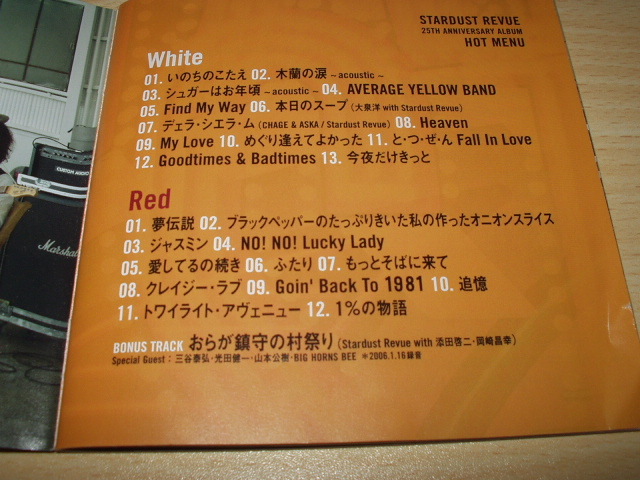 STARDUST REVUE
25TH ANNIVERSARY ALBUM
HOT MENU
White
01. いのちのこたえ 02. 木蘭の涙 ~acoustic~
03. シュガーはお年頃 ~acoustic~ 04. AVERAGE YELLOW BAND
05. Find My Way 06. 本日のスープ (大泉洋 with Stardust Revue)
07. デェラ・シエラ・ム (CHAGE & ASKA / Stardust Revue) 08. Heaven
09. My Love 10. めぐり逢えてよかった 11. と・つ・ぜ・ん Fall In Love
12. Goodtimes & Badtimes 13. 今夜だけきっと
Red
01. 夢伝説 02. ブラックペッパーのたっぷりきいた私の作ったオニオンスライス
03. ジャスミン 04. NO! NO! Lucky Lady
05. 愛してるの続き 06. ふたり 07. もっとそばに来て
08. クレイジー・ラブ 09. Goin' Back To 1981 10. 追憶
11. トワイライト・アヴェニュー 12. 1%の物語
BONUS TRACK おらが鎮守の村祭り (Stardust Revue with 添田啓二・岡崎昌幸)
Special Guest : 三谷泰弘・光田健一・山本公樹・BIG HORNS BEE *2006.1.16録音
CUSTOM AUDIO
Marshall